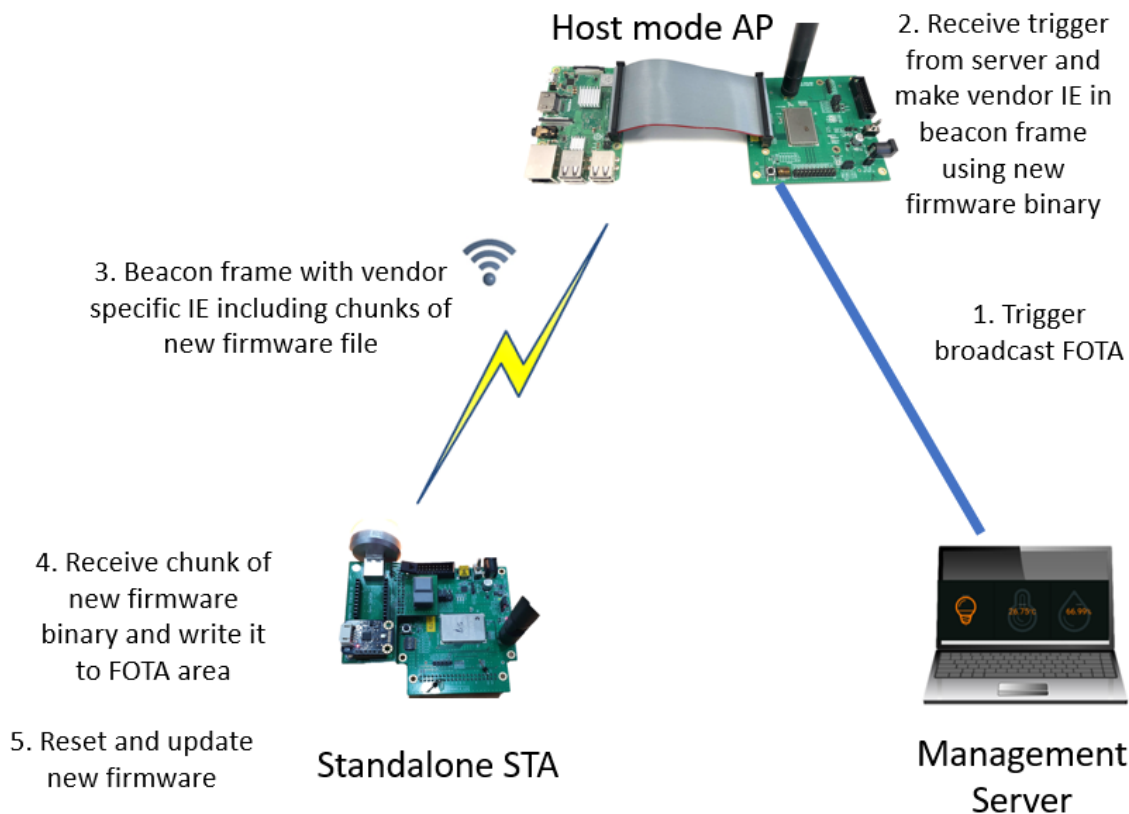 Host mode AP
2. Receive trigger
from server and
make vendor IE in
beacon frame
using new
firmware binary
3. Beacon frame with vendor
specific IE including chunks of
new firmware file
1. Trigger
broadcast FOTA
4. Receive chunk of
new firmware
binary and write it
to FOTA area
5. Reset and update
new firmware
Standalone STA
Management
Server